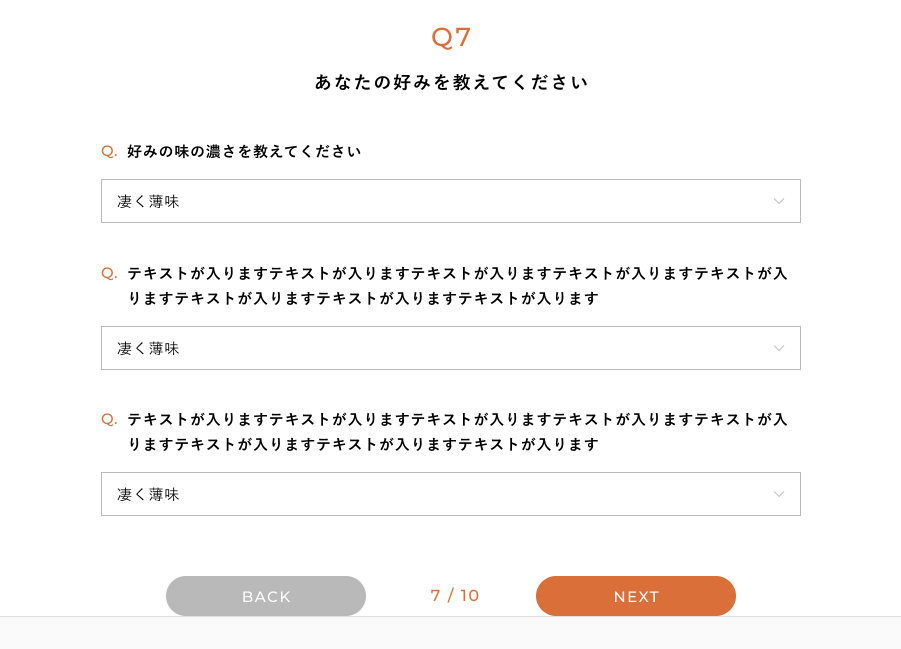 Q7
あなたの好みを教えてください
Q. 好みの味の濃さを教えてください
凄く薄味
Q. テキストが入りますテキストが入りますテキストが入りますテキストが入りますテキストが入
りますテキストが入りますテキストが入りますテキストが入ります
凄く薄味
Q. テキストが入りますテキストが入りますテキストが入りますテキストが入りますテキストが入
りますテキストが入りますテキストが入りますテキストが入ります
凄く薄味
BACK 7 / 10 NEXT